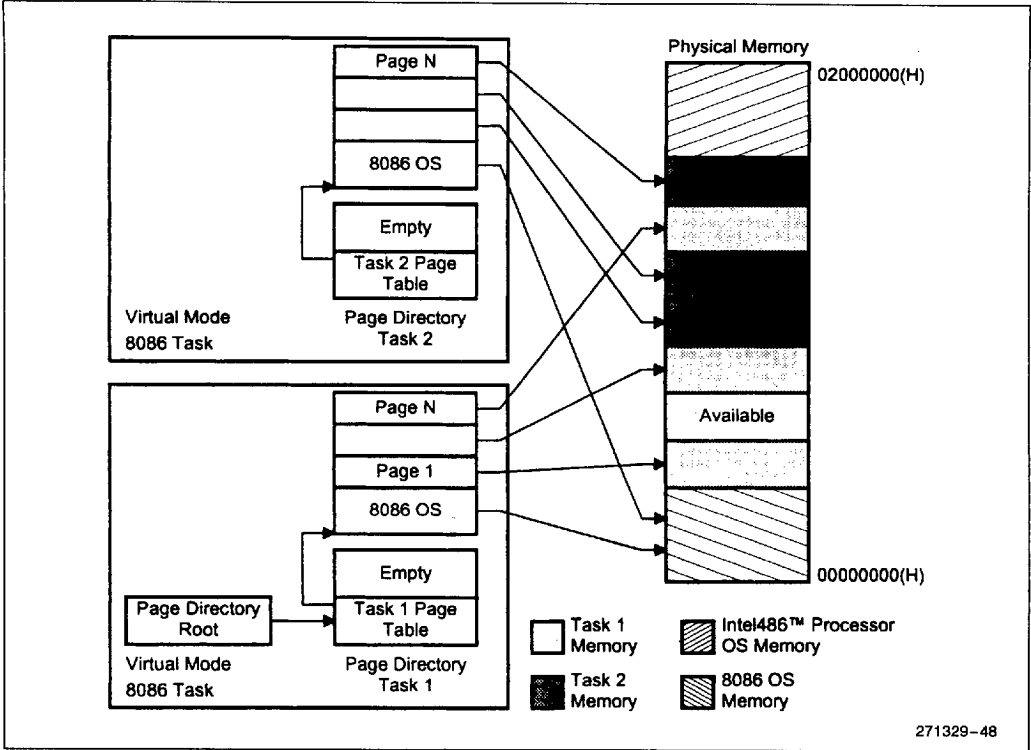 Page N
8086 OS
Empty
Task 2 Page
Table
Virtual Mode
8086 Task
Page Directory
Task 2
Page N
Page 1
8086 OS
Empty
Task 1 Page
Table
Page Directory
Root
Virtual Mode
8086 Task
Page Directory
Task 1
Physical Memory
02000000(H)
Available
00000000(H)
Task 1
Memory
Intel486™ Processor
OS Memory
Task 2
Memory
8086 OS
Memory
271329-48